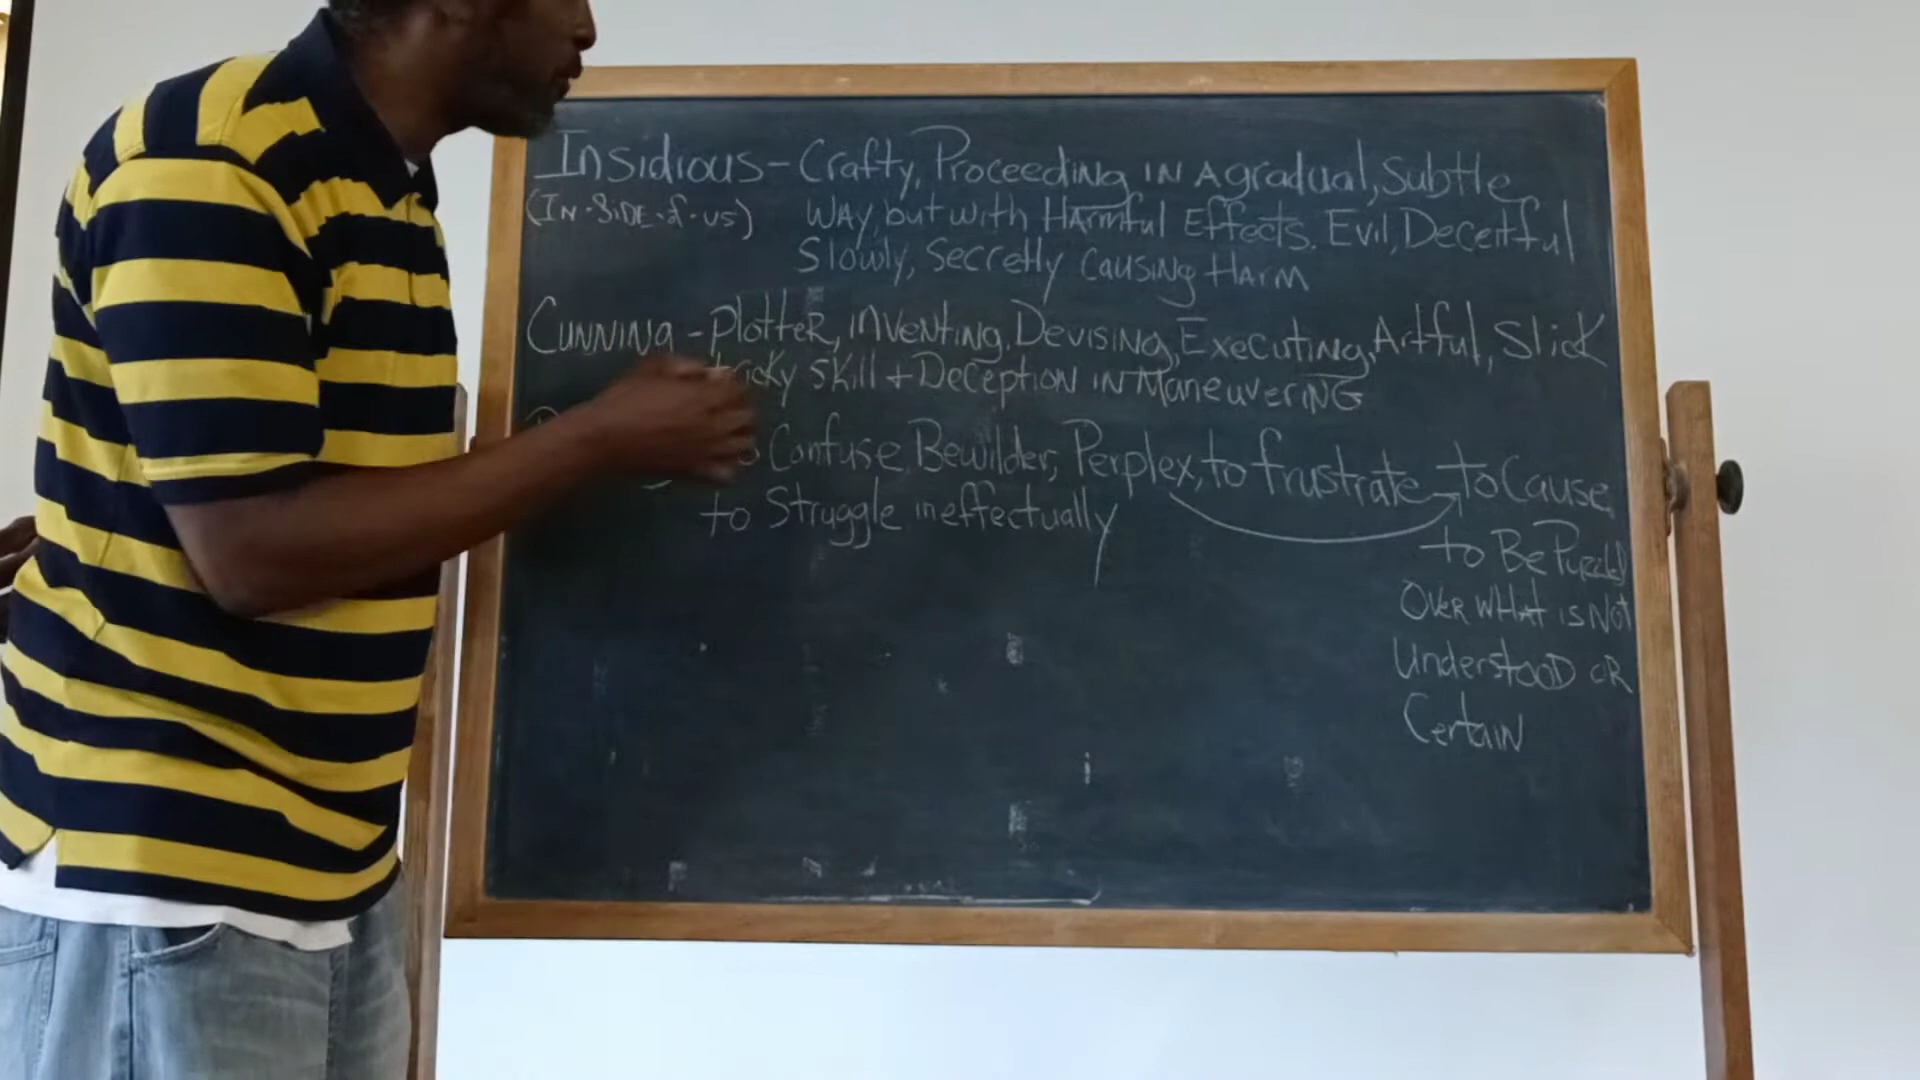 Insidious - Crafty, Proceeding IN A gradual, Subtle
(IN-SIDE-of-us) WAY, but with Harmful Effects. Evil, Deceitful
Slowly, Secretly Causing HArm
CUNNING - Plotter, inventing, Devising, Executing, Artful, Slick
tricky Skill + Deception IN Maneuvering
Confuse, Bewilder, Perplex, to frustrate to Cause
to Struggle ineffectually
to Be Puzzled
Over WHAt is Not
UnderstooD oR
CertaiN